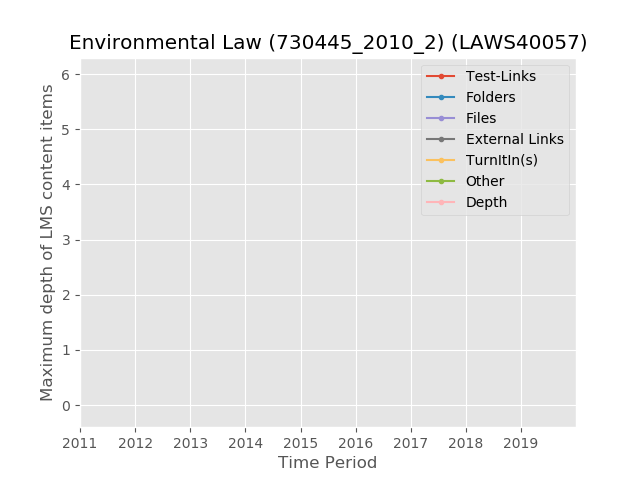 Environmental Law (730445_2010_2) (LAWS40057)
Maximum depth of LMS content items
6
5
4
3
2
1
0
Test-Links
Folders
Files
External Links
TurnItIn(s)
Other
Depth
2011 2012 2013 2014 2015 2016 2017 2018 2019
Time Period